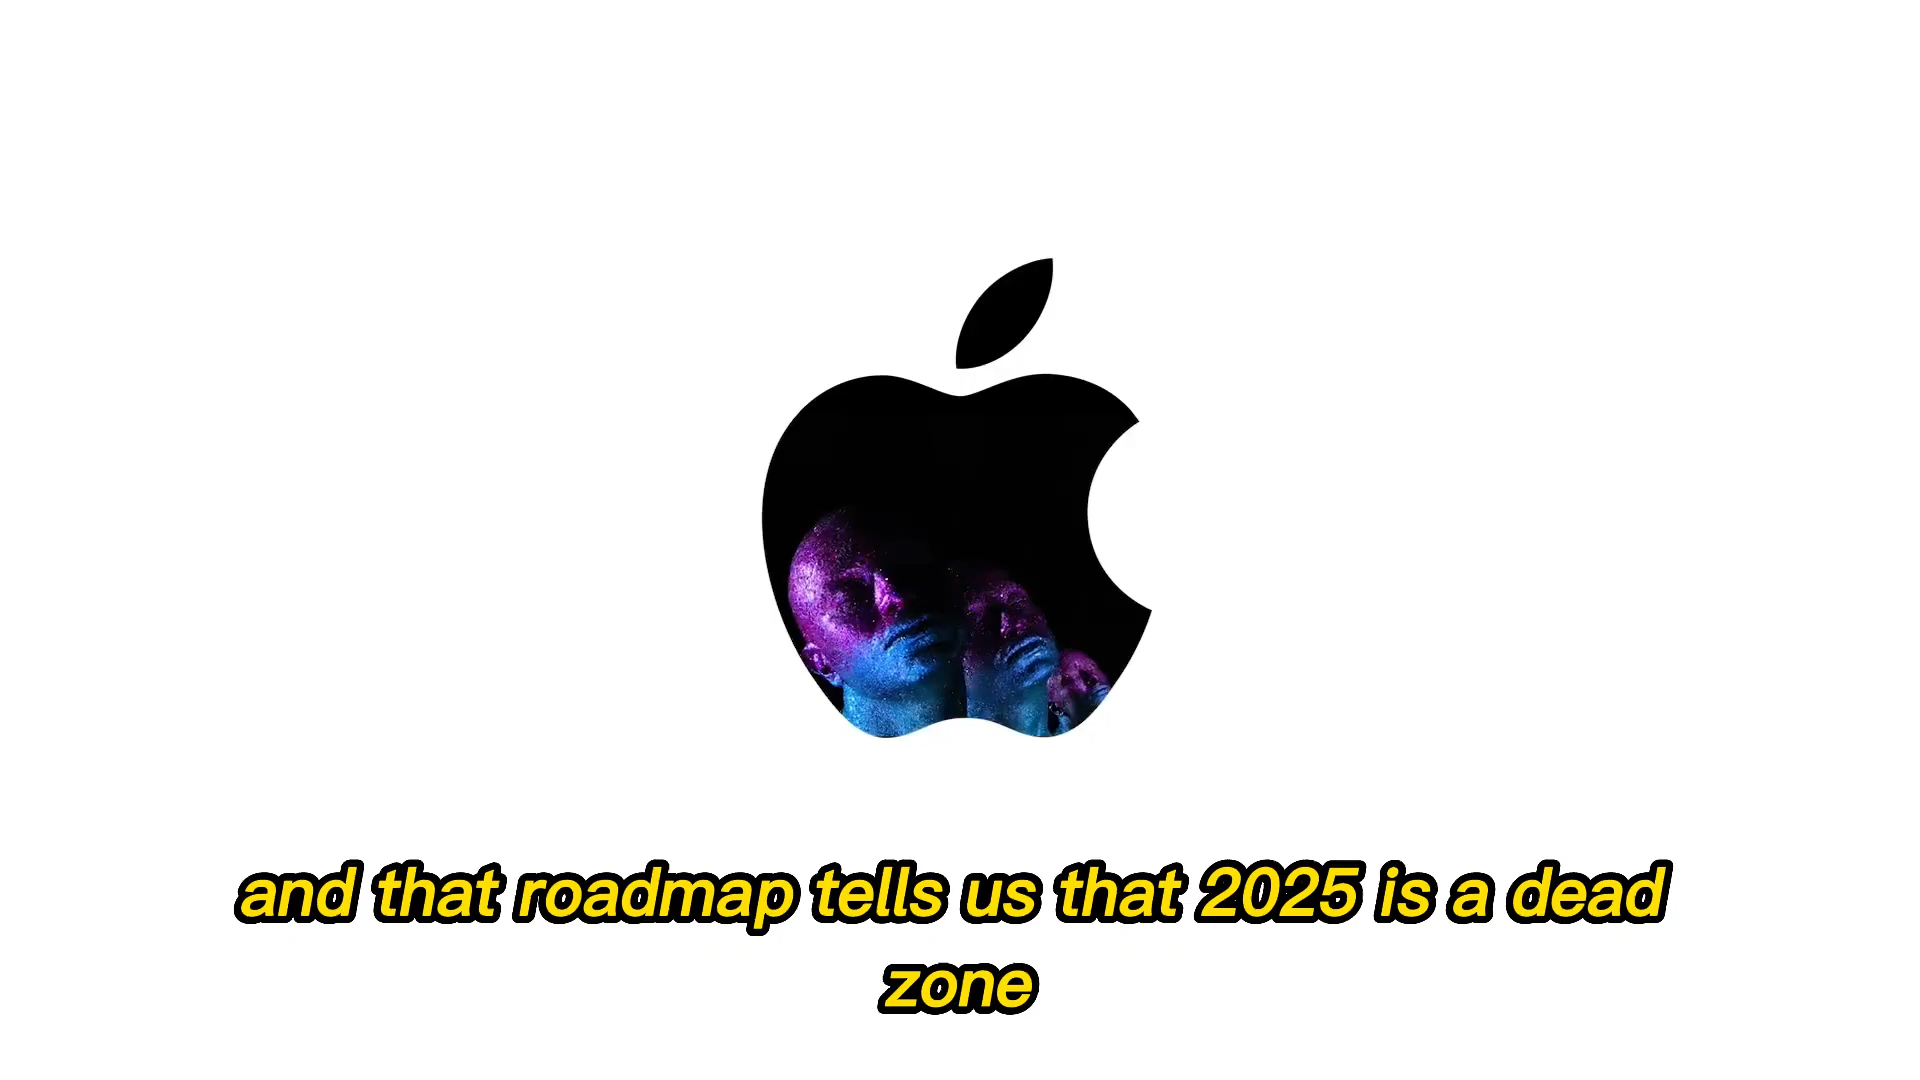 and that roadmap tells us that 2025 is a dead
zone